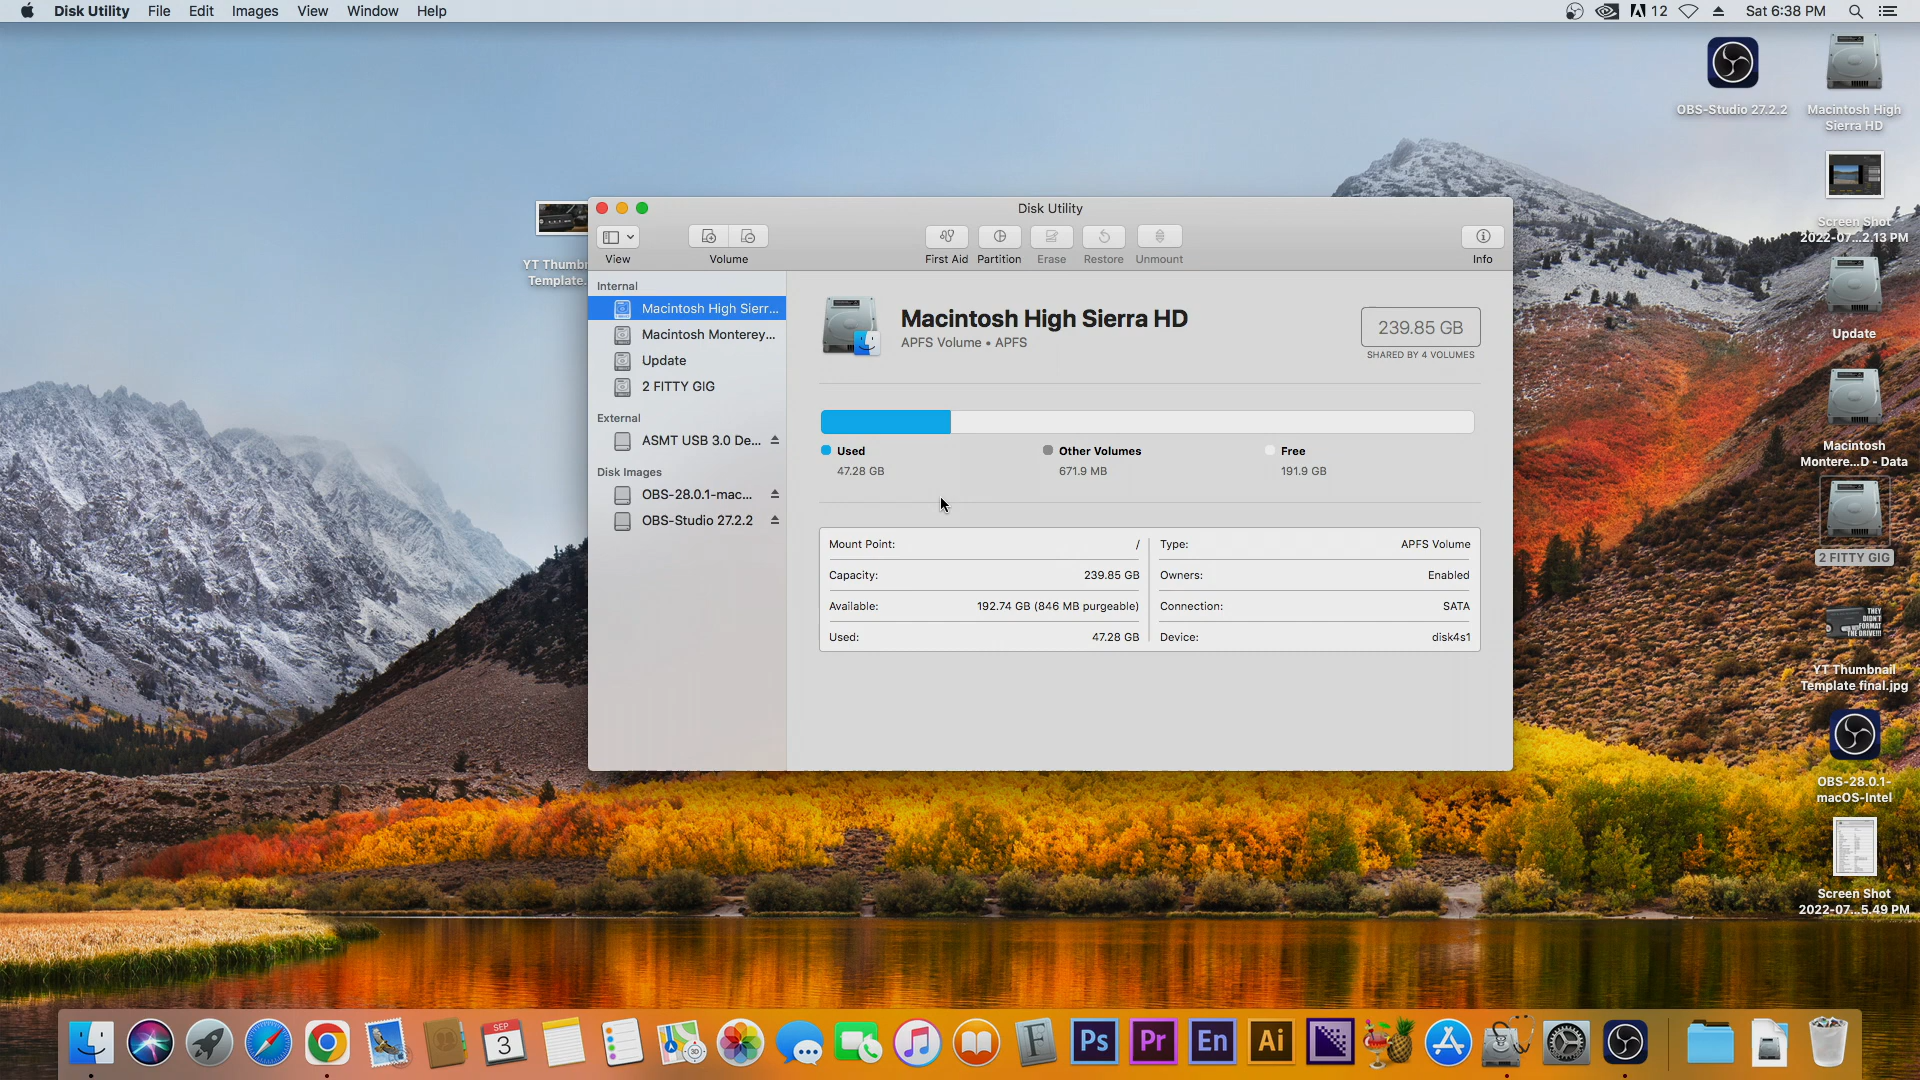 Disk Utility File Edit Images View Window Help
12 Sat 6:38 PM
OBS-Studio 27.2.2
Macintosh High
Sierra HD
Screen Shot
2022-07...2.13 PM
Update
Macintosh
Montere...D - Data
2 FITTY GIG
THEY
DIDN'T
FORMAT
THE DRIVE!!!
YT Thumbnail
Template final.jpg
OBS-28.0.1-
macOS-Intel
Screen Shot
2022-07...5.49 PM
YT Thumb
Template.
Disk Utility
View
Volume
First Aid
Partition
Erase
Restore
Unmount
Info
Internal
Macintosh High Sierr...
Macintosh Monterey...
Update
2 FITTY GIG
External
ASMT USB 3.0 De...
Disk Images
OBS-28.0.1-mac...
OBS-Studio 27.2.2
Macintosh High Sierra HD
APFS Volume • APFS
239.85 GB
SHARED BY 4 VOLUMES
Used
47.28 GB
Other Volumes
671.9 MB
Free
191.9 GB
Mount Point: /
Capacity: 239.85 GB
Available: 192.74 GB (846 MB purgeable)
Used: 47.28 GB
Type: APFS Volume
Owners: Enabled
Connection: SATA
Device: disk4s1
SEP
3
3D
Ps
Pr
En
Ai